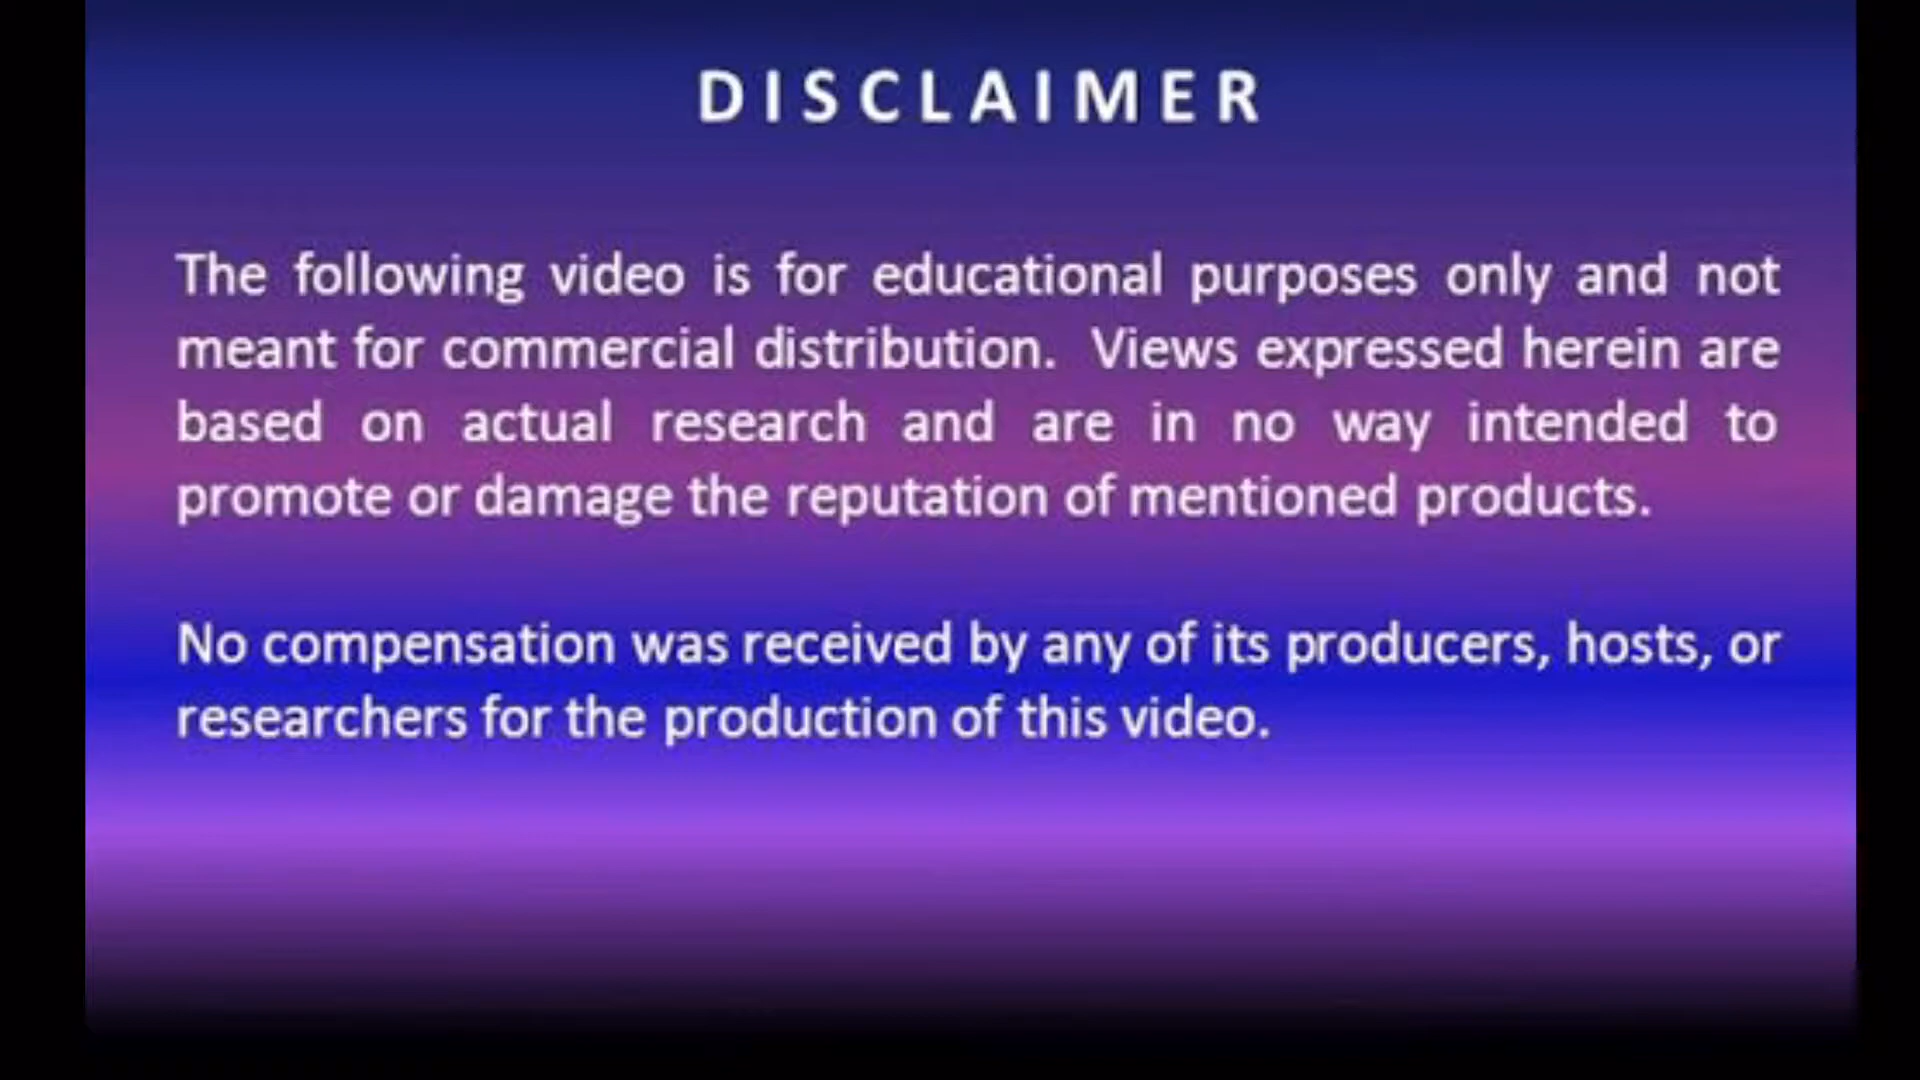 DISCLAIMER
The following video is for educational purposes only and not
meant for commercial distribution. Views expressed herein are
based on actual research and are in no way intended to
promote or damage the reputation of mentioned products.
No compensation was received by any of its producers, hosts, or
researchers for the production of this video.